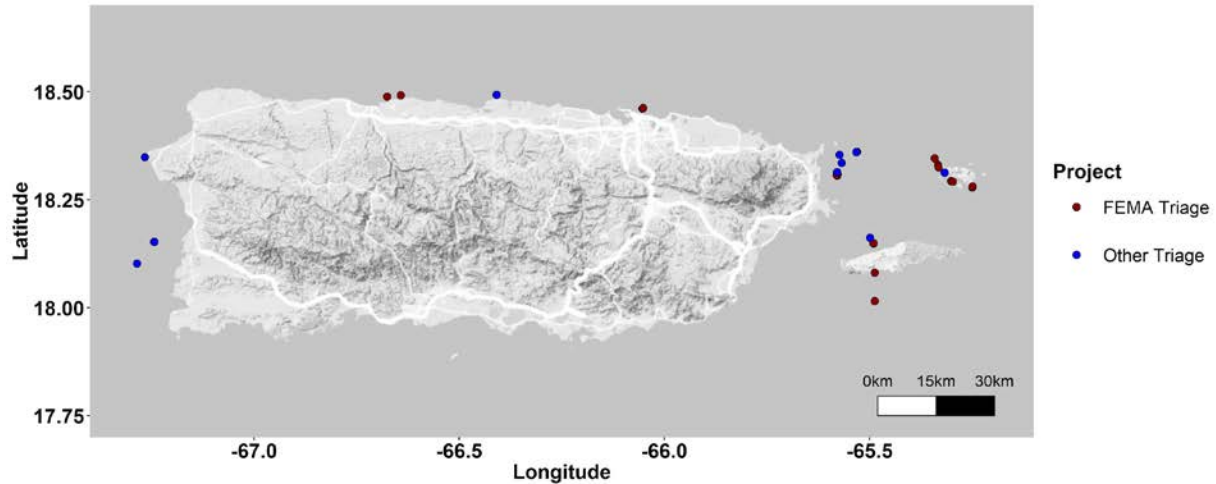 18.50
18.25
18.00
17.75
Latitude
-67.0
-66.5
-66.0
-65.5
Longitude
0km 15km 30km
Project
FEMA Triage
Other Triage